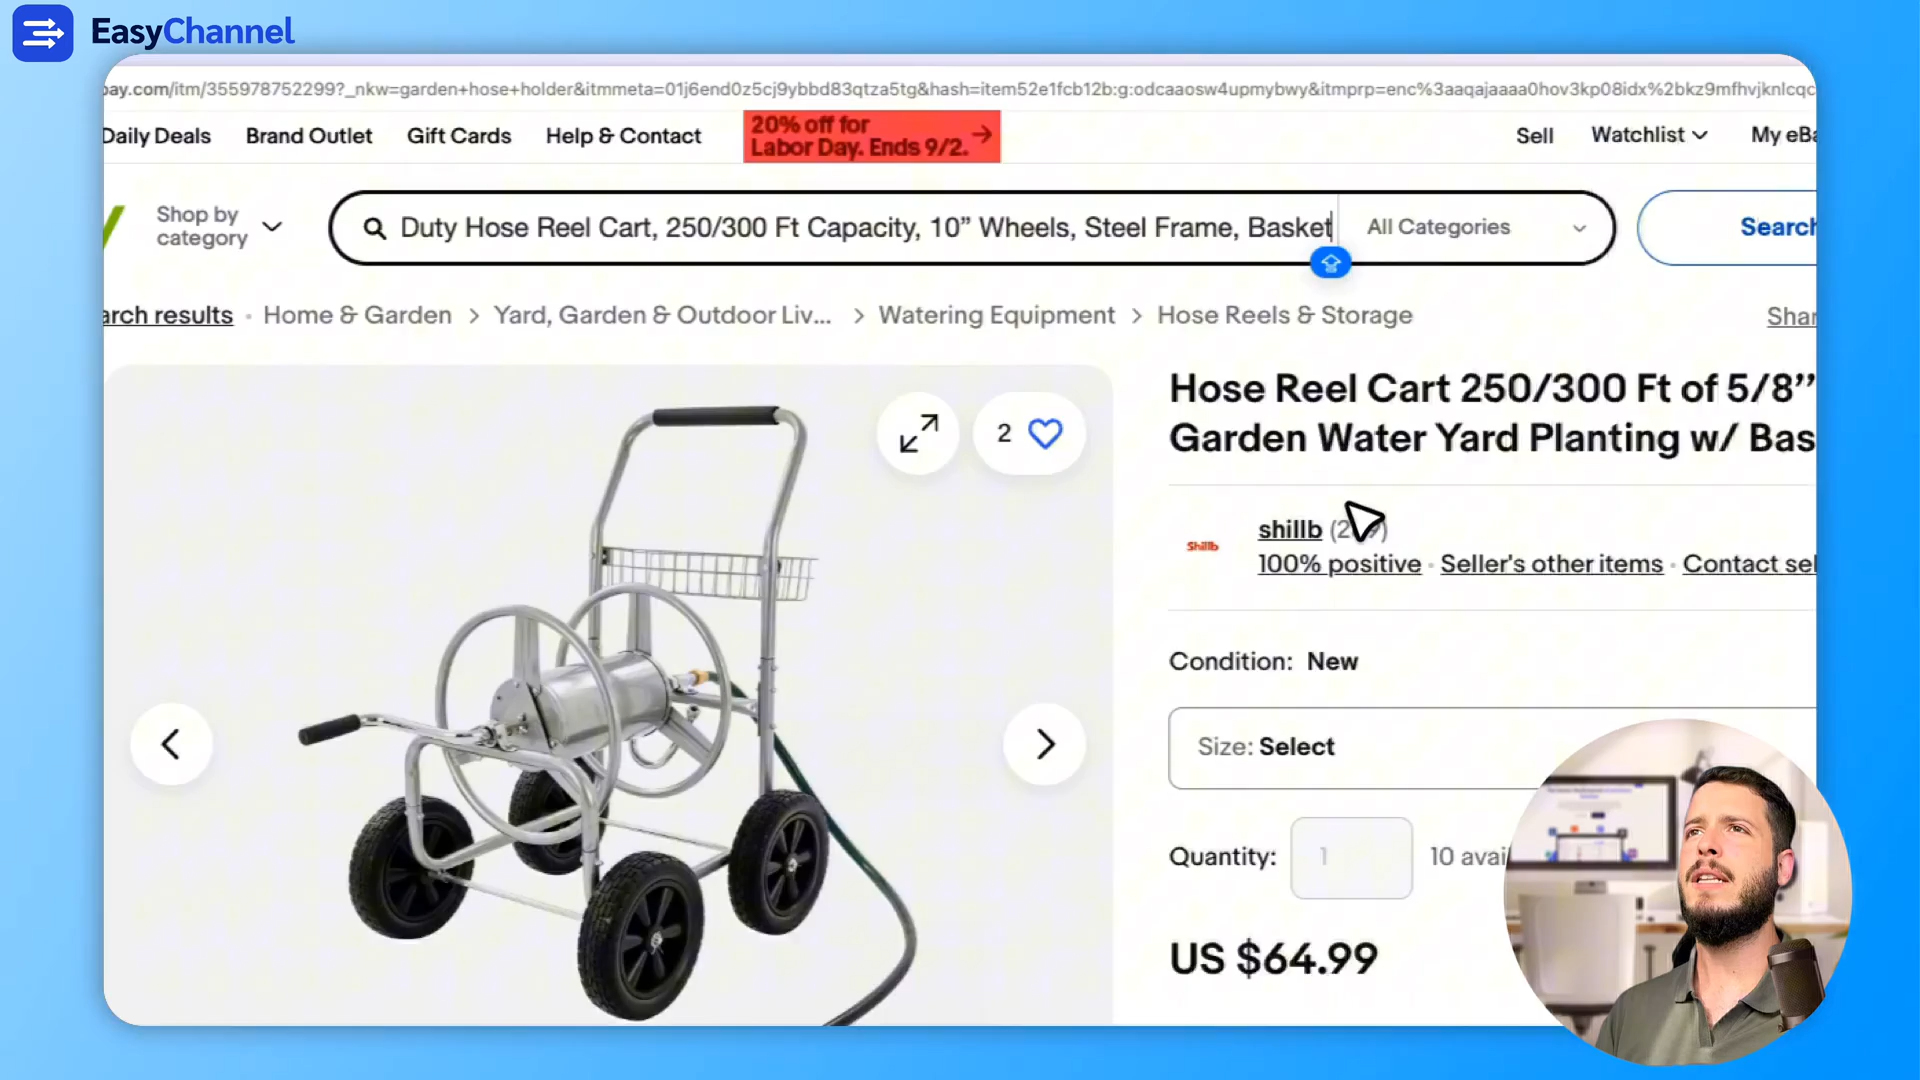 EasyChannel
bay.com/itm/355978752299?_nkw=garden+hose+holder&itmmeta=01j6end0z5cj9ybbd83qtza5tg&hash=item52e1fcb12b:g:odcaaosw4upmybwy&itmprp=enc%3aaqajaaaa0hov3kp08idx%2bkz9mfhvjknlcqc
Daily Deals Brand Outlet Gift Cards Help & Contact
20% off for
Labor Day. Ends 9/2.
Sell Watchlist My eBa
Shop by
category
Duty Hose Reel Cart, 250/300 Ft Capacity, 10” Wheels, Steel Frame, Basket All Categories Search
arch results • Home & Garden > Yard, Garden & Outdoor Liv... > Watering Equipment > Hose Reels & Storage Shar
2
Hose Reel Cart 250/300 Ft of 5/8’’
Garden Water Yard Planting w/ Bas
Shillb
shillb
100% positive • Seller's other items • Contact sel
Condition: New
Size: Select
Quantity: 1 10 avai
US $64.99